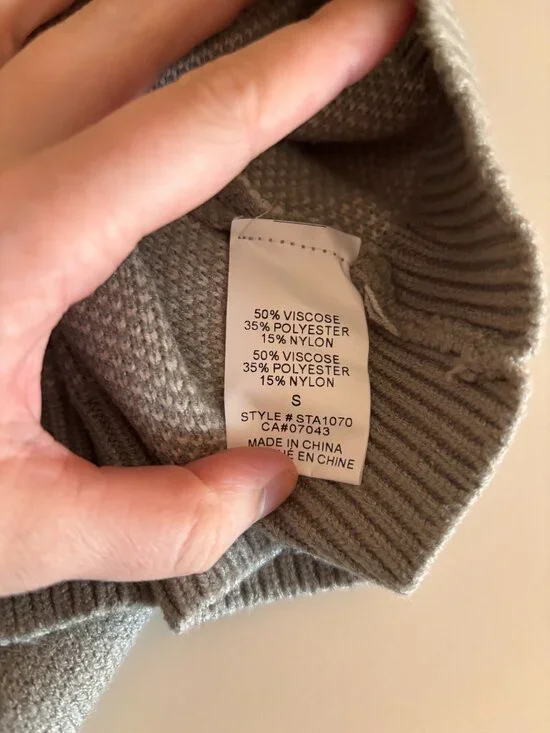 50% VISCOSE
35% POLYESTER
15% NYLON
50% VISCOSE
35% POLYESTER
15% NYLON
S
STYLE # STA1070
CA#07043
MADE IN CHINA
EN CHINE